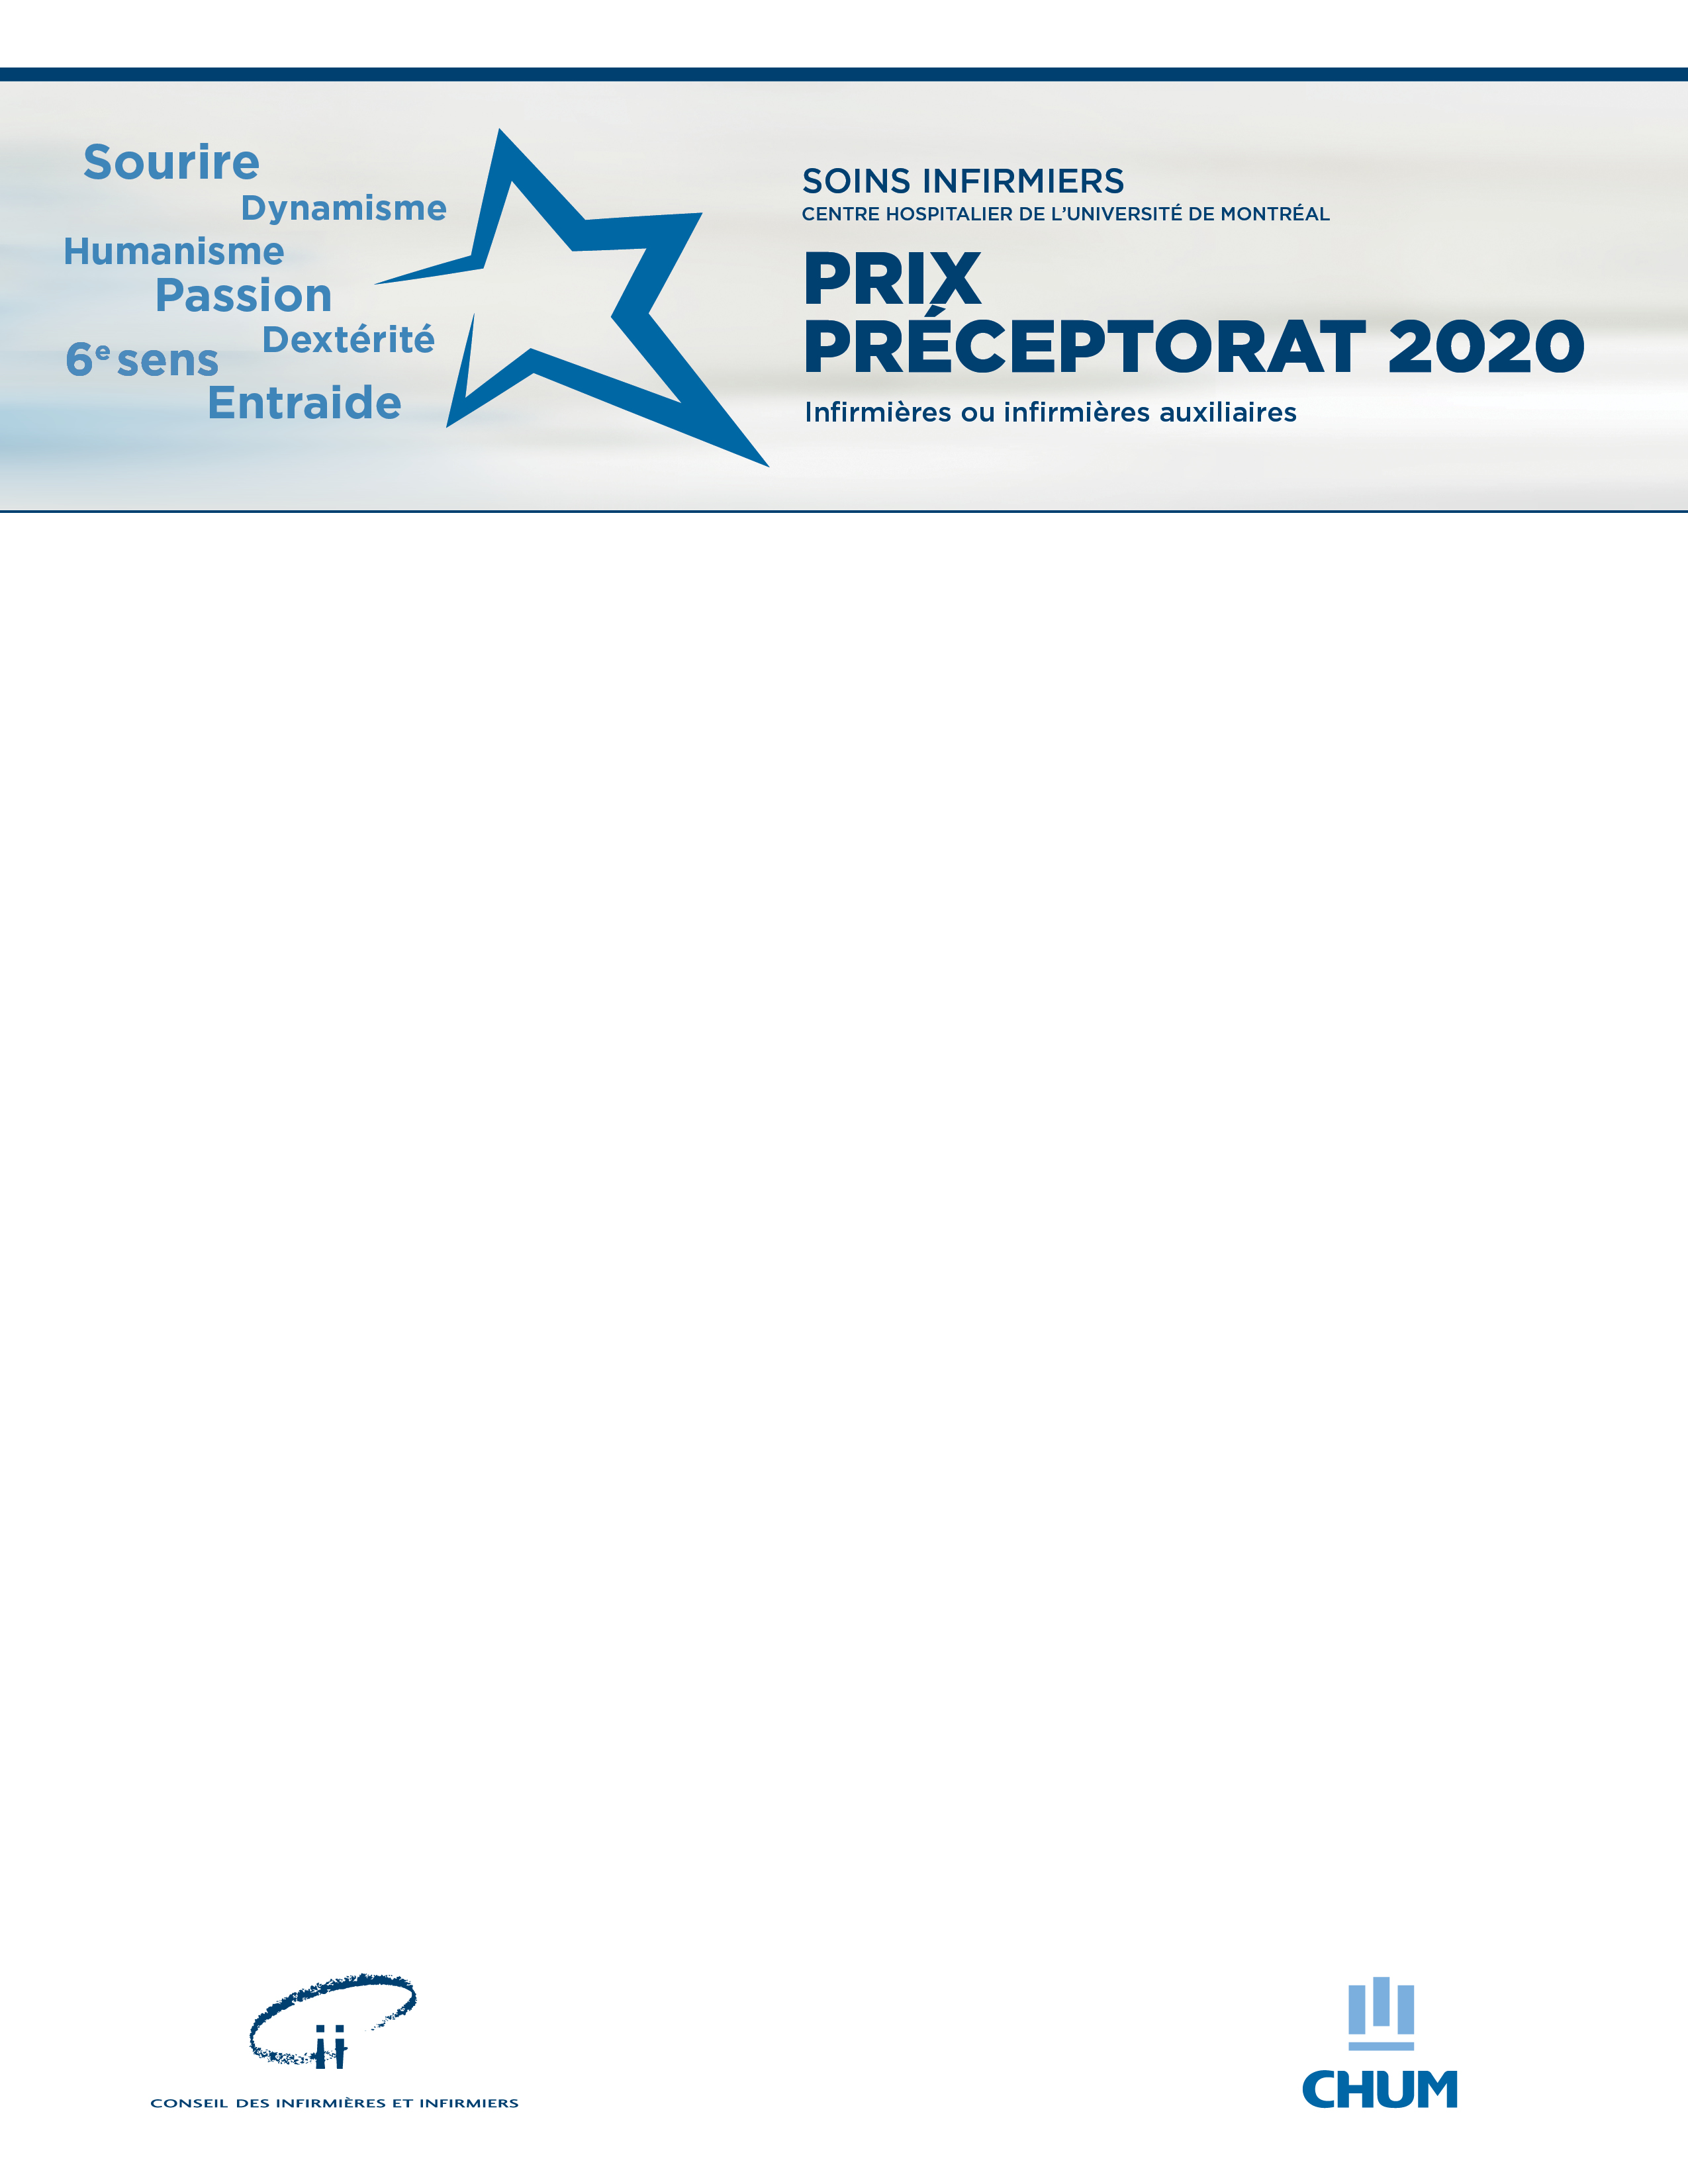 Sourire
Dynamisme
Humanisme
Passion
Dextérité
6e sens
Entraide
SOINS INFIRMIERS
CENTRE HOSPITALIER DE L’UNIVERSITÉ DE MONTRÉAL
PRIX
PRÉCEPTORAT 2020
Infirmières ou infirmières auxiliaires
cii
CONSEIL DES INFIRMIÈRES ET INFIRMIERS
CHUM